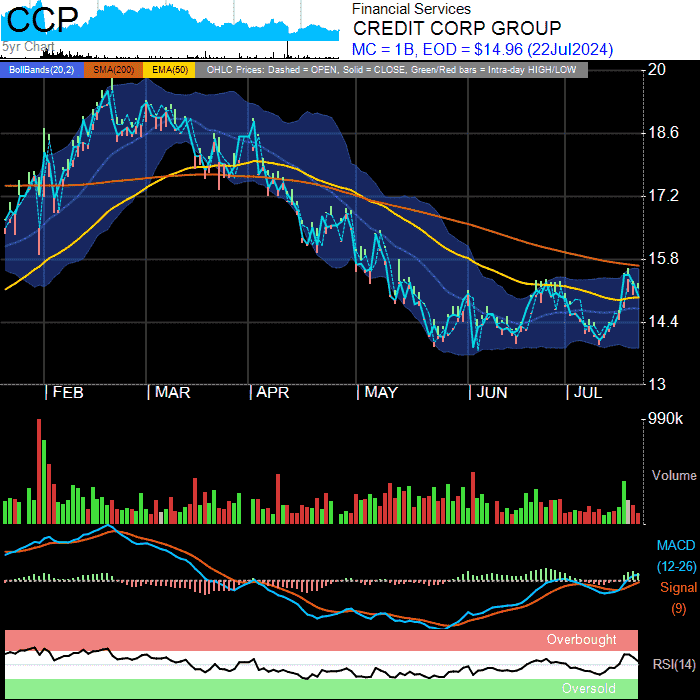 CCP
5yr Chart
Financial Services
CREDIT CORP GROUP
MC = 1B, EOD = $14.96 (22Jul2024)
BollBands(20,2) SMA(200) EMA(50) OHLC Prices: Dashed = OPEN, Solid = CLOSE, Green/Red bars = Intra-day HIGH/LOW
20
18.6
17.2
15.8
14.4
13
FEB MAR APR MAY JUN JUL
990k
Volume
MACD
(12-26)
Signal
(9)
Overbought
RSI(14)
Oversold